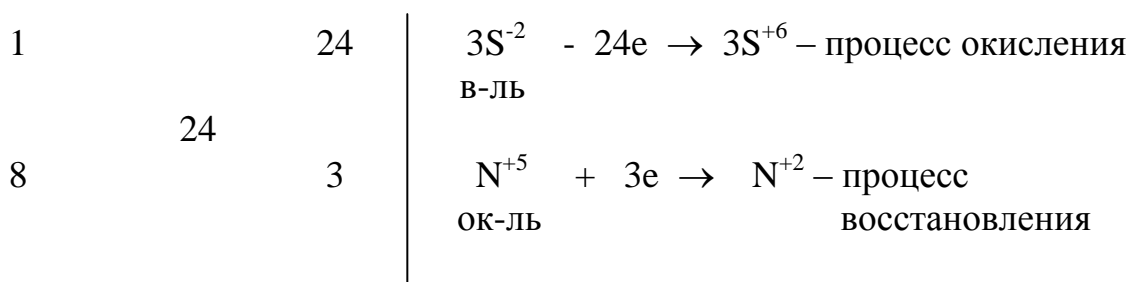 1 24 3S⁻² - 24e → 3S⁺⁶ – процесс окисления
в-ль
24
8 3 N⁺⁵ + 3e → N⁺² – процесс
ок-ль восстановления